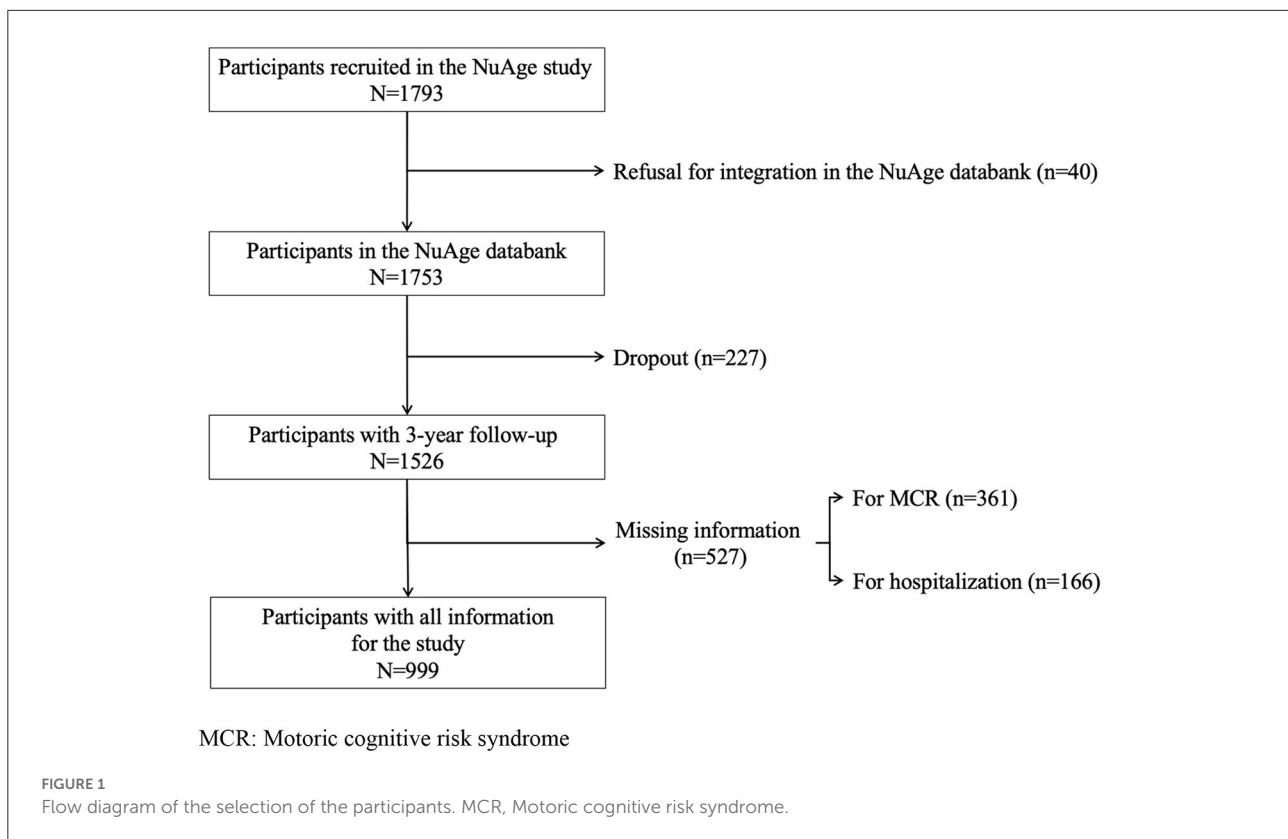 Participants recruited in the NuAge study
N=1793
Refusal for integration in the NuAge databank (n=40)
Participants in the NuAge databank
N=1753
Dropout (n=227)
Participants with 3-year follow-up
N=1526
For MCR (n=361)
Missing information
(n=527)
For hospitalization (n=166)
Participants with all information
for the study
N=999
MCR: Motoric cognitive risk syndrome
FIGURE 1
Flow diagram of the selection of the participants. MCR, Motoric cognitive risk syndrome.